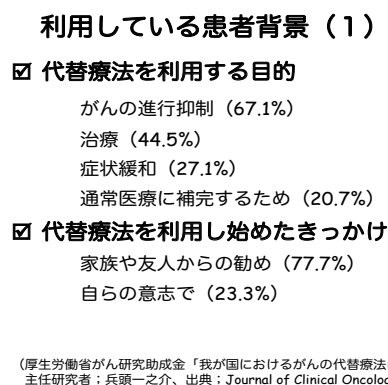 利用している患者背景（１）
☑ 代替療法を利用する目的
がんの進行抑制（67.1%）
治療（44.5%）
症状緩和（27.1%）
通常医療に補完するため（20.7%）
☑ 代替療法を利用し始めたきっかけ
家族や友人からの勧め（77.7%）
自らの意志で（23.3%）
（厚生労働省がん研究助成金「我が国におけるがんの代替療法
主任研究者；兵頭一之介、出典；Journal of Clinical